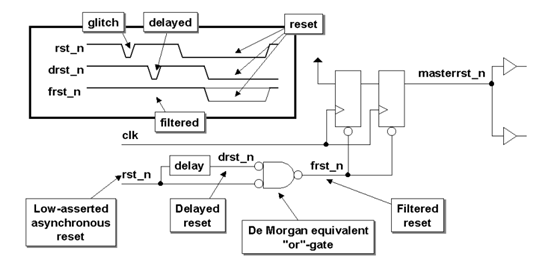 glitch
delayed
reset
rst_n
drst_n
frst_n
filtered
masterrst_n
clk
delay
drst_n
rst_n
frst_n
Low-asserted
asynchronous
reset
Delayed
reset
De Morgan equivalent
"or"-gate
Filtered
reset